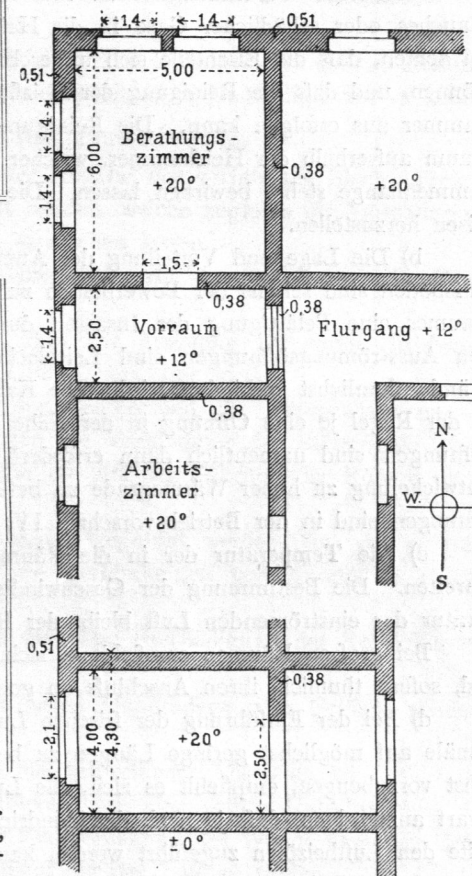 1,4 1,4 0,51
0,51
5,00
6,00
1,4
1,4
Berathungs-
zimmer
+20°
0,38
+20°
1,5
0,38
0,38
1,4
3,50
Vorraum
+12°
Flurgang +12°
0,38
Arbeits-
zimmer
+20°
N.
W.
S
0,51
0,38
2,1
4,00
4,30
+20°
2,50
±0°